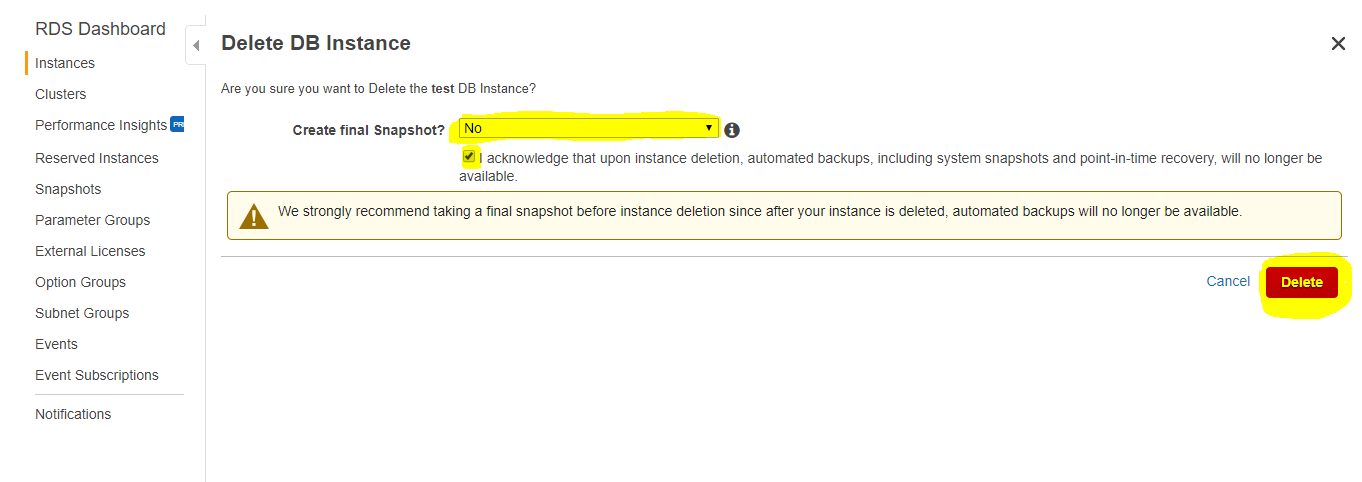 RDS Dashboard
Instances
Clusters
Performance Insights PR
Reserved Instances
Snapshots
Parameter Groups
External Licenses
Option Groups
Subnet Groups
Events
Event Subscriptions
Notifications
Delete DB Instance
Are you sure you want to Delete the test DB Instance?
Create final Snapshot? No
I acknowledge that upon instance deletion, automated backups, including system snapshots and point-in-time recovery, will no longer be
available.
We strongly recommend taking a final snapshot before instance deletion since after your instance is deleted, automated backups will no longer be available.
Cancel Delete